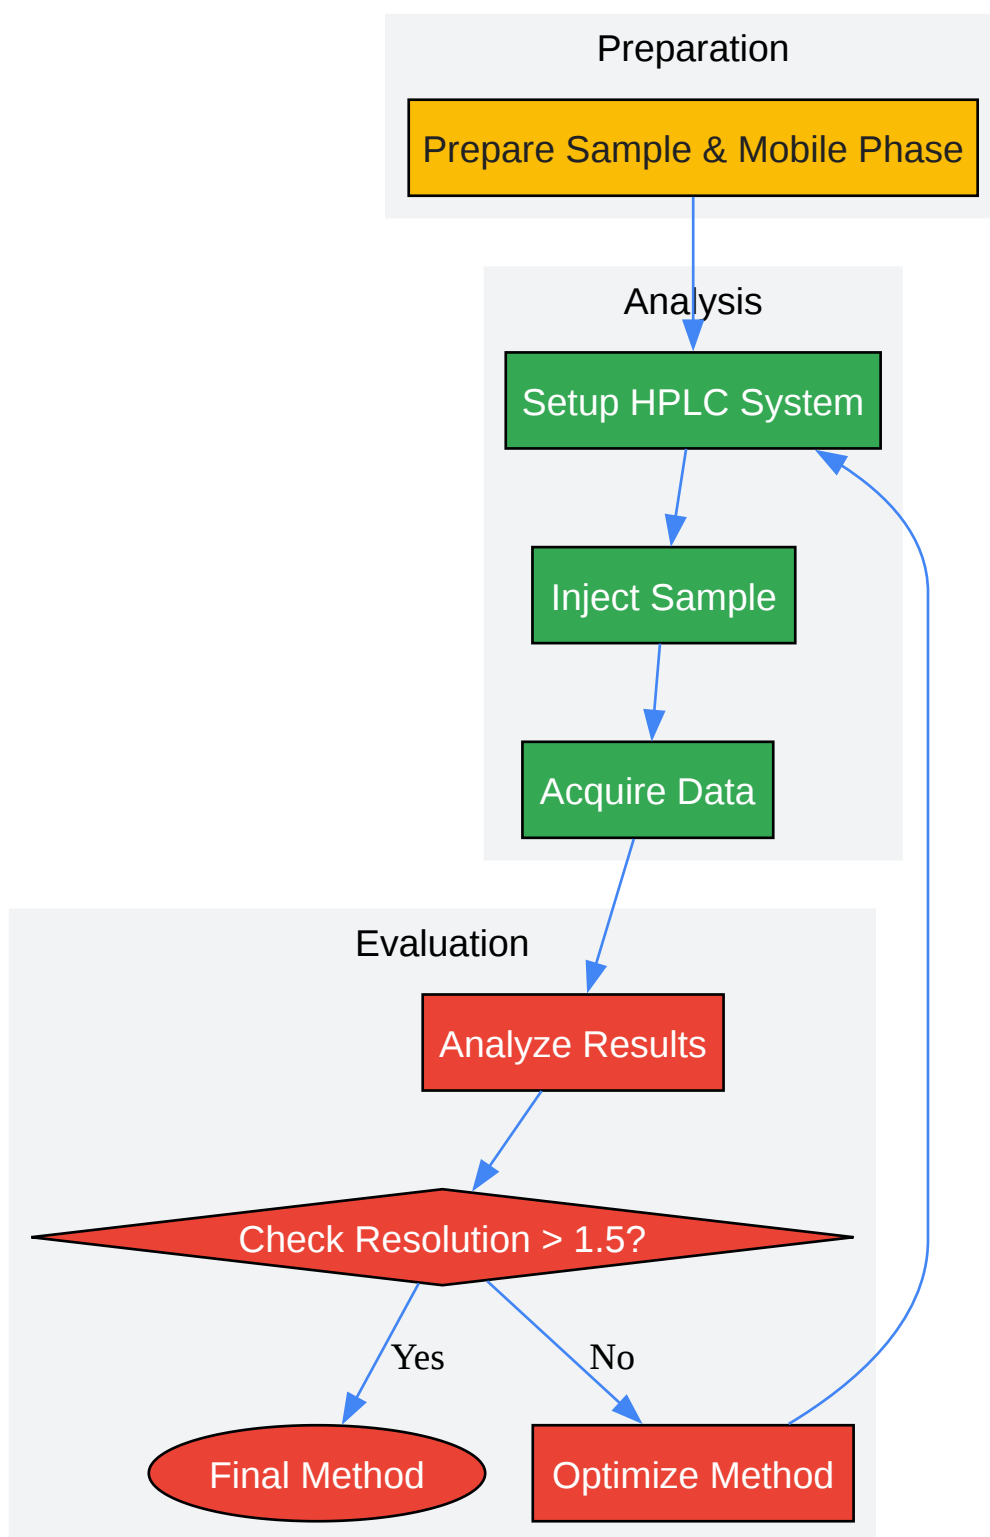 Preparation
Prepare Sample & Mobile Phase
Analysis
Setup HPLC System
Inject Sample
Acquire Data
Evaluation
Analyze Results
Check Resolution > 1.5?
Yes
No
Final Method
Optimize Method